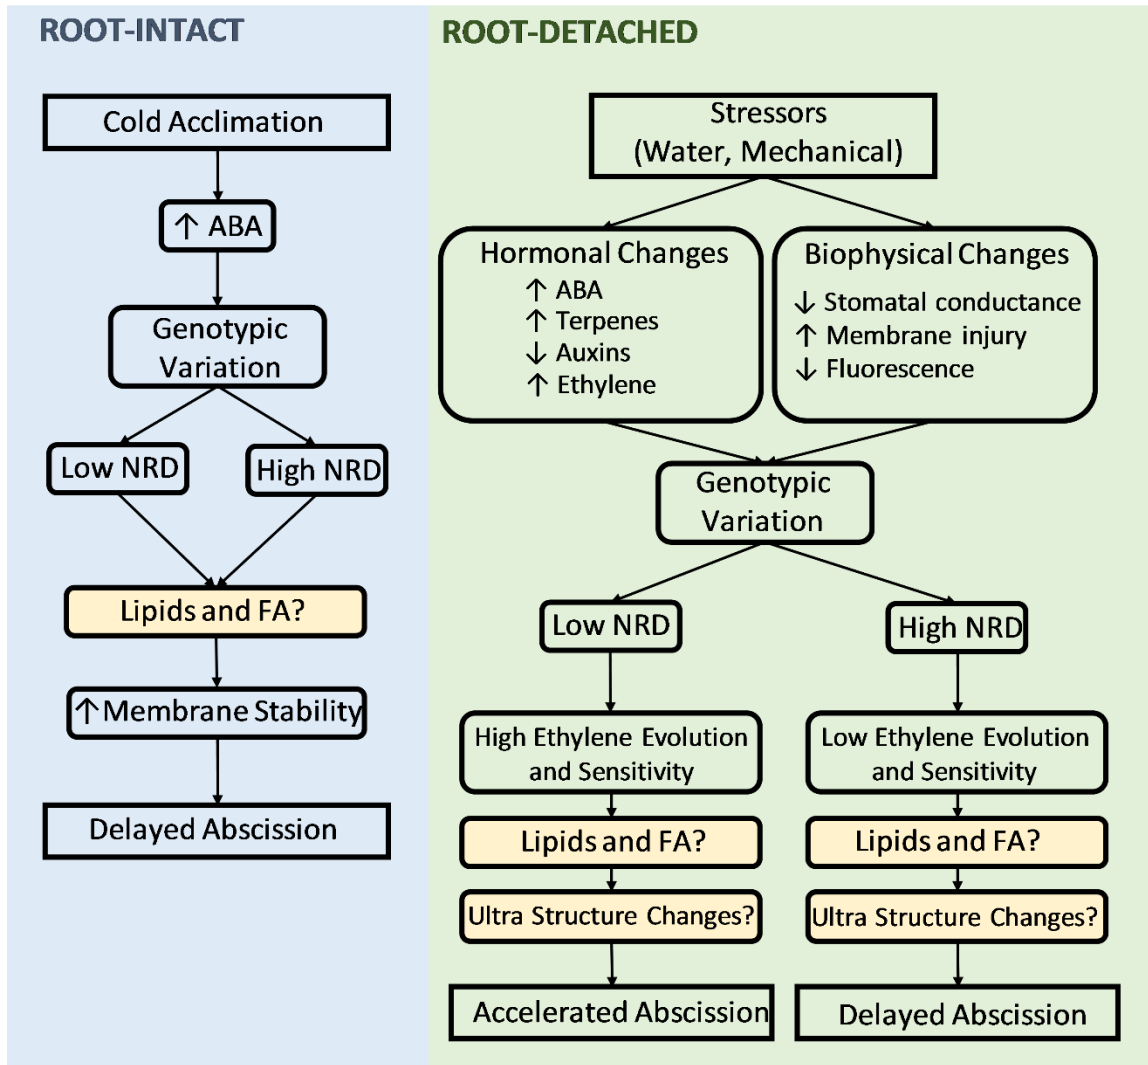 ROOT-INTACT
Cold Acclimation
↑ ABA
Genotypic
Variation
Low NRD
High NRD
Lipids and FA?
↑Membrane Stability
Delayed Abscission
ROOT-DETACHED
Stressors
(Water, Mechanical)
Hormonal Changes
↑ ABA
↑ Terpenes
↓ Auxins
↑ Ethylene
Biophysical Changes
↓ Stomatal conductance
↑ Membrane injury
↓ Fluorescence
Genotypic
Variation
Low NRD
High Ethylene Evolution
and Sensitivity
Lipids and FA?
Ultra Structure Changes?
Accelerated Abscission
High NRD
Low Ethylene Evolution
and Sensitivity
Lipids and FA?
Ultra Structure Changes?
Delayed Abscission